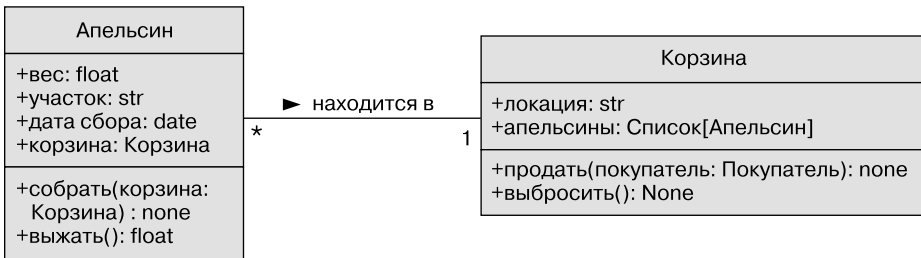 Апельсин
+вес: float
+участок: str
+дата сбора: date
+корзина: Корзина
+собрать(корзина:
Корзина) : none
+выжать(): float
► находится в
*
1
Корзина
+локация: str
+апельсины: Список[Апельсин]
+продать(покупатель: Покупатель): none
+выбросить(): None